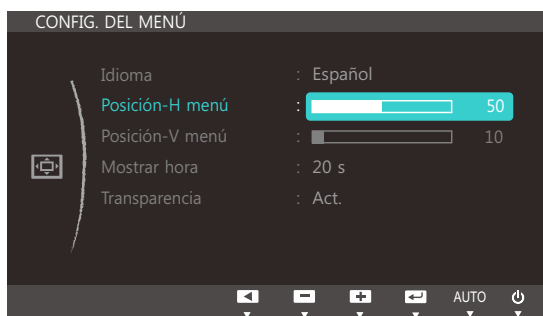 CONFIG. DEL MENÚ
Idioma : Español
Posición-H menú : 50
Posición-V menú : 10
Mostrar hora : 20 s
Transparencia : Act.
AUTO